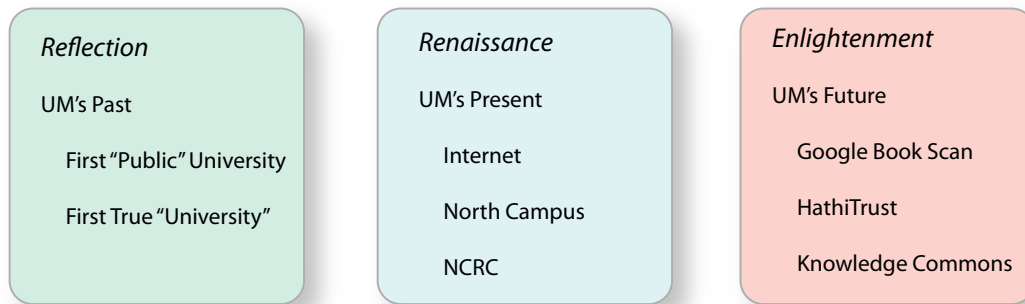 Reflection
UM’s Past
First “Public” University
First True “University”
Renaissance
UM’s Present
Internet
North Campus
NCRC
Enlightenment
UM’s Future
Google Book Scan
HathiTrust
Knowledge Commons